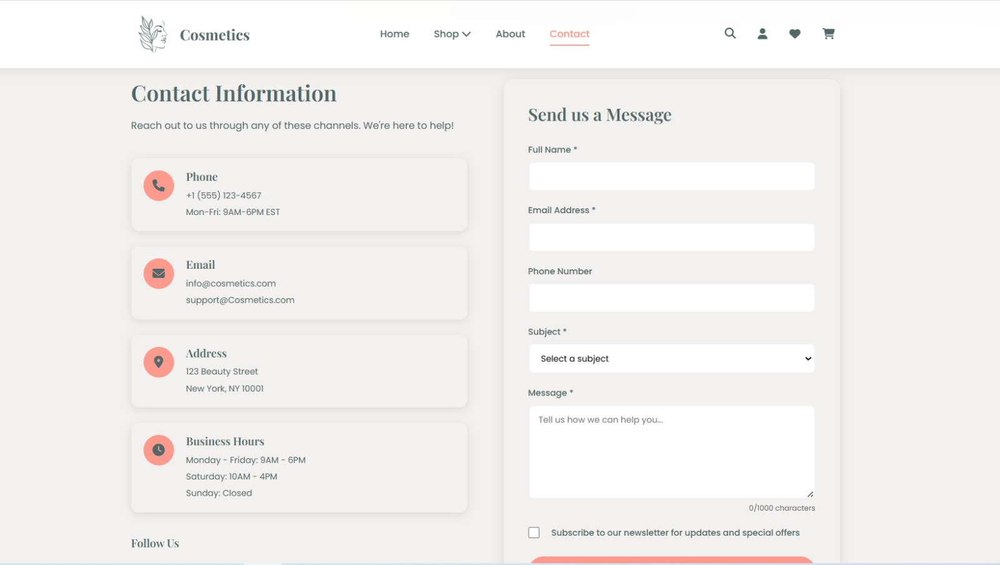 Cosmetics
Home
Shop
About
Contact
Contact Information
Reach out to us through any of these channels. We're here to help!
Phone
+1 (555) 123-4567
Mon-Fri: 9AM-6PM EST
Email
info@cosmetics.com
support@Cosmetics.com
Address
123 Beauty Street
New York, NY 10001
Business Hours
Monday - Friday: 9AM - 6PM
Saturday: 10AM - 4PM
Sunday: Closed
Follow Us
Send us a Message
Full Name *
Email Address *
Phone Number
Subject *
Select a subject
Message *
Tell us how we can help you...
0/1000 characters
Subscribe to our newsletter for updates and special offers